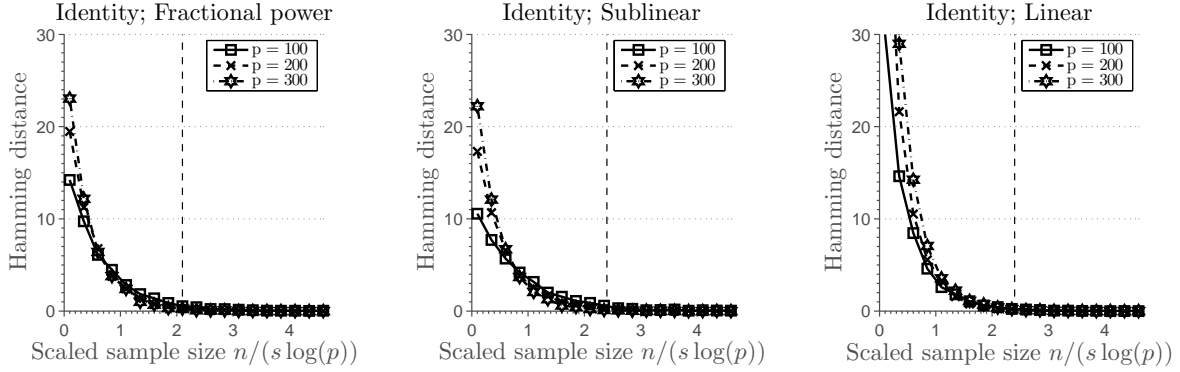 Identity; Fractional power
30
20
10
0
Hamming distance
p = 100
p = 200
p = 300
0 1 2 3 4
Scaled sample size n/(s log(p))
Identity; Sublinear
30
20
10
0
Hamming distance
p = 100
p = 200
p = 300
0 1 2 3 4
Scaled sample size n/(s log(p))
Identity; Linear
30
20
10
0
Hamming distance
p = 100
p = 200
p = 300
0 1 2 3 4
Scaled sample size n/(s log(p))